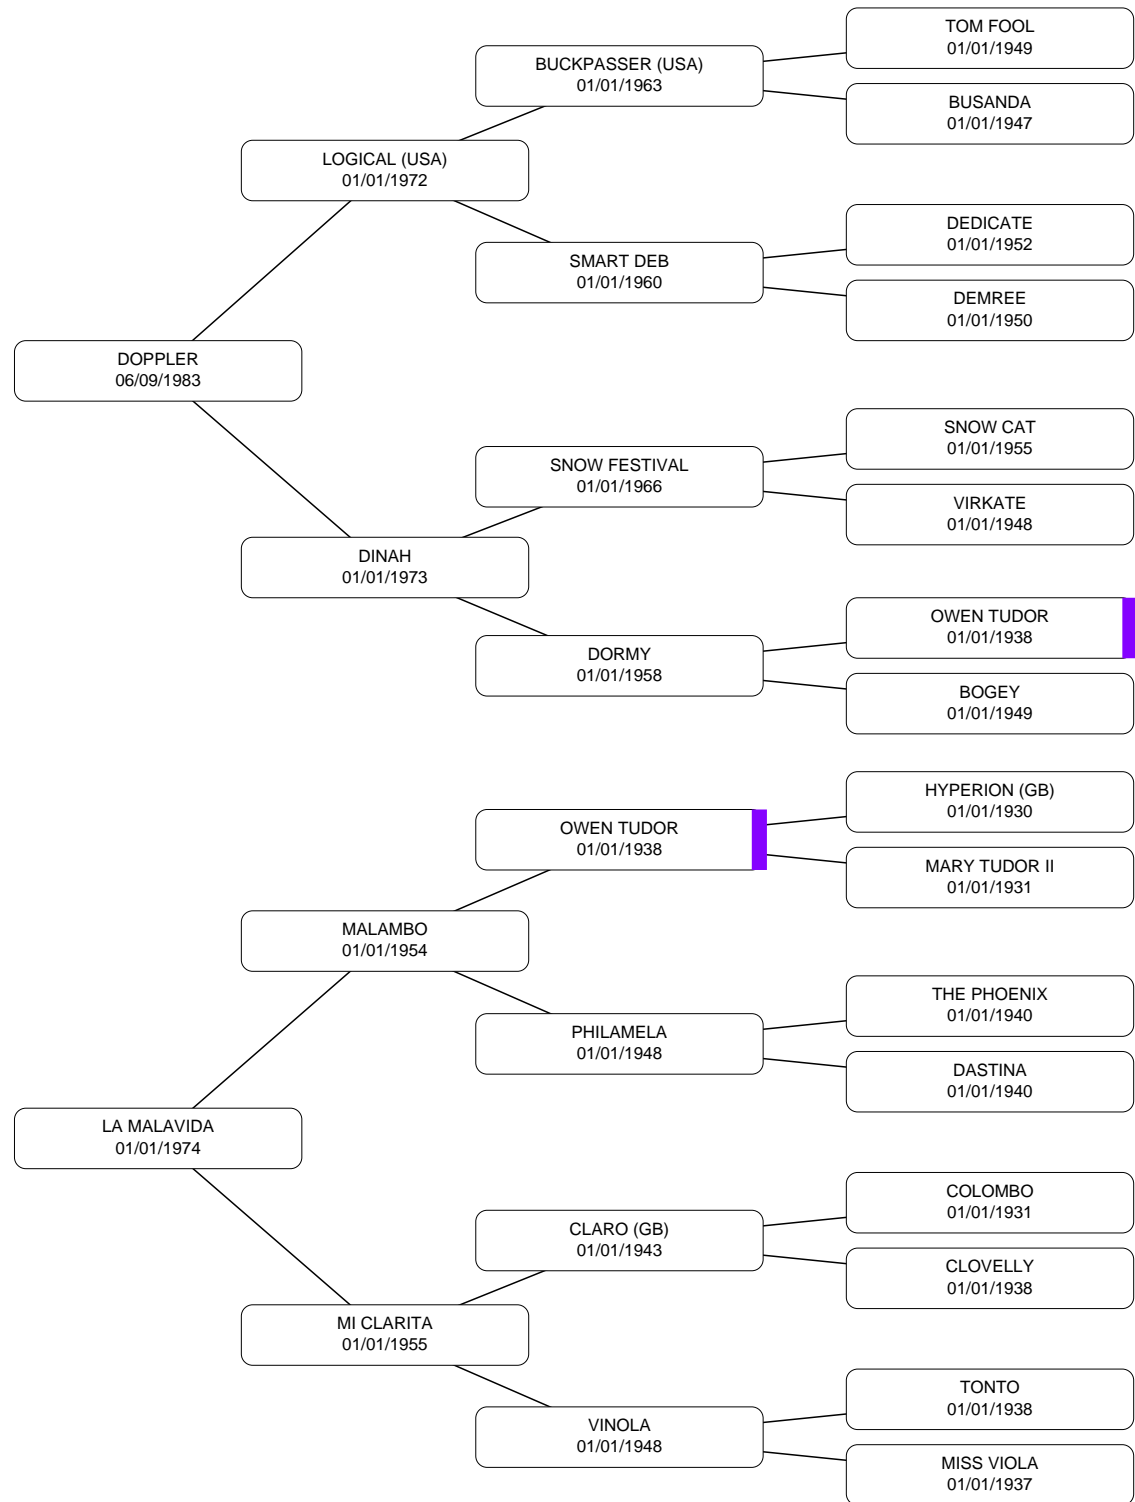 TOM FOOL
01/01/1949
BUCKPASSER (USA)
01/01/1963
BUSANDA
01/01/1947
LOGICAL (USA)
01/01/1972
DEDICATE
01/01/1952
SMART DEB
01/01/1960
DEMREE
01/01/1950
DOPPLER
06/09/1983
SNOW CAT
01/01/1955
SNOW FESTIVAL
01/01/1966
VIRKATE
01/01/1948
DINAH
01/01/1973
OWEN TUDOR
01/01/1938
DORMY
01/01/1958
BOGEY
01/01/1949
HYPERION (GB)
01/01/1930
OWEN TUDOR
01/01/1938
MARY TUDOR II
01/01/1931
MALAMBO
01/01/1954
THE PHOENIX
01/01/1940
PHILAMELA
01/01/1948
DASTINA
01/01/1940
LA MALAVIDA
01/01/1974
COLOMBO
01/01/1931
CLARO (GB)
01/01/1943
CLOVELLY
01/01/1938
MI CLARITA
01/01/1955
TONTO
01/01/1938
VINOLA
01/01/1948
MISS VIOLA
01/01/1937